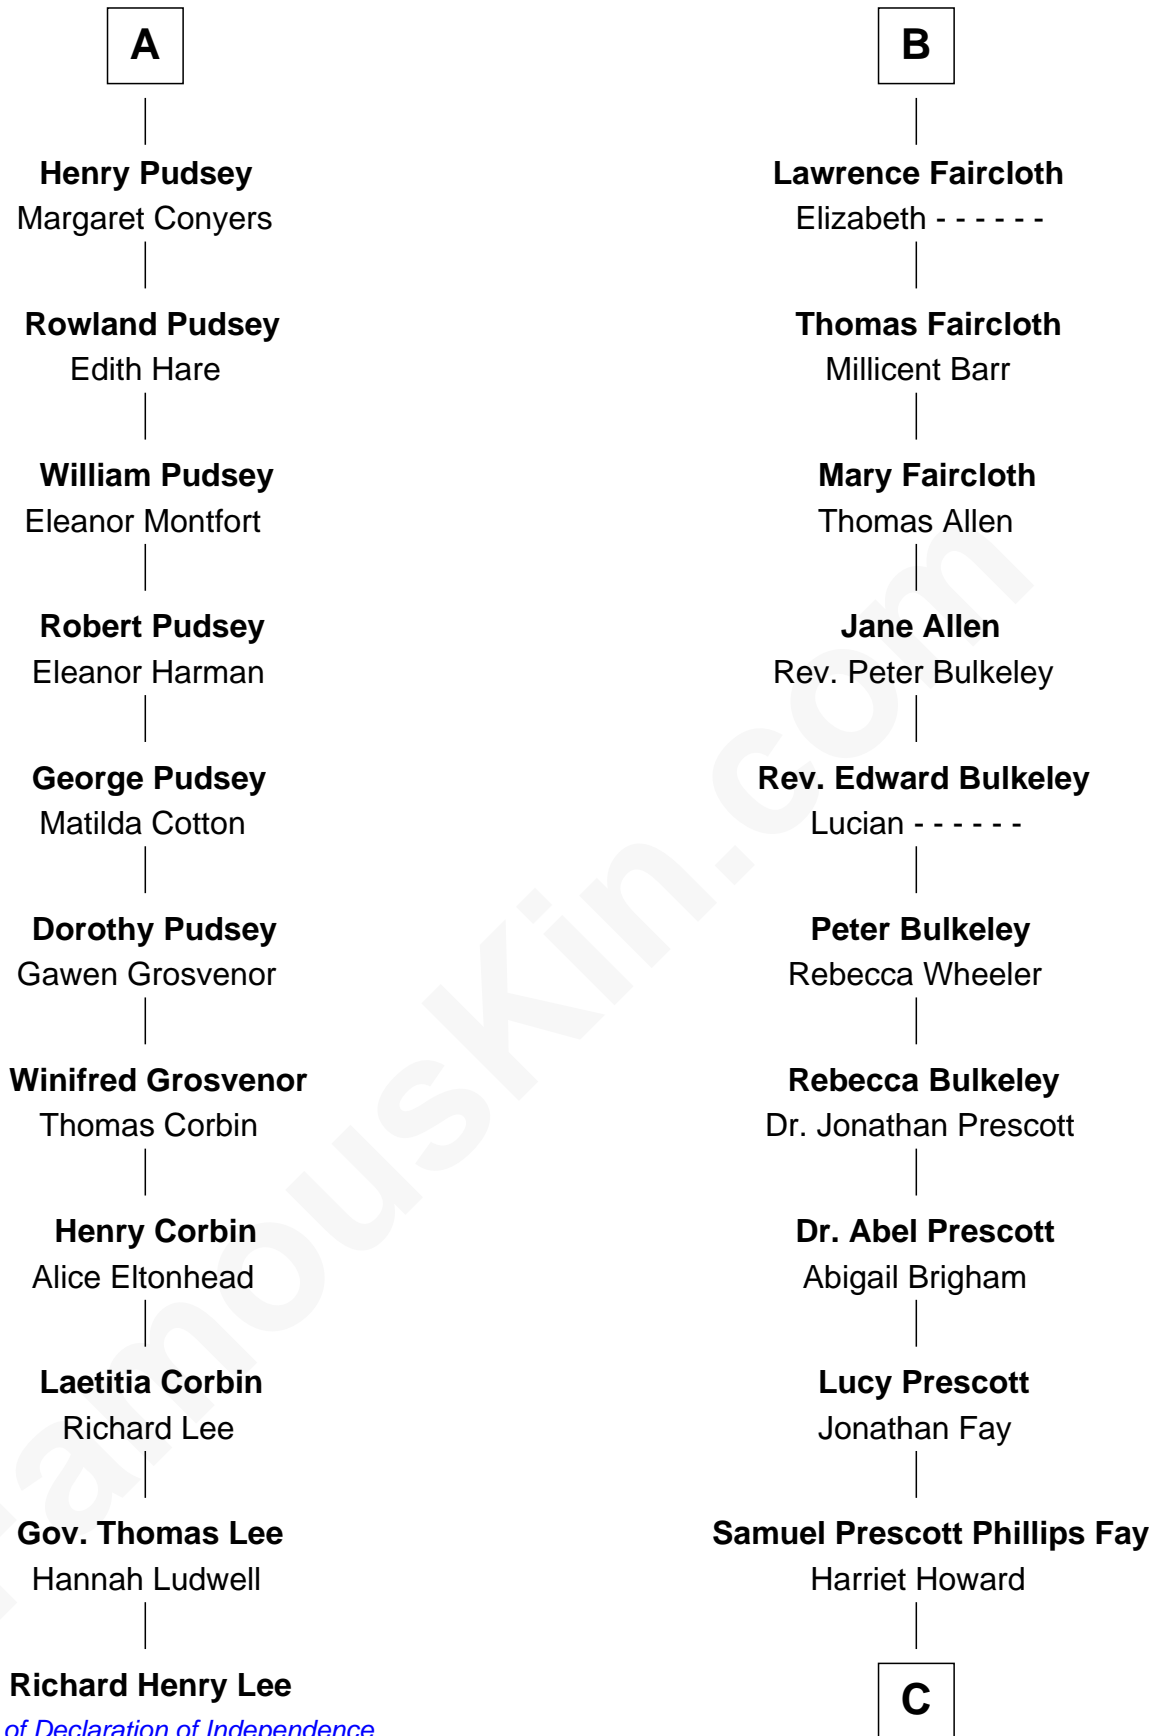 A
Henry Pudsey
Margaret Conyers
Rowland Pudsey
Edith Hare
William Pudsey
Eleanor Montfort
Robert Pudsey
Eleanor Harman
George Pudsey
Matilda Cotton
Dorothy Pudsey
Gawen Grosvenor
Winifred Grosvenor
Thomas Corbin
Henry Corbin
Alice Eltonhead
Laetitia Corbin
Richard Lee
Gov. Thomas Lee
Hannah Ludwell
Richard Henry Lee
of Declaration of Independence
B
Lawrence Faircloth
Elizabeth - - - - - -
Thomas Faircloth
Millicent Barr
Mary Faircloth
Thomas Allen
Jane Allen
Rev. Peter Bulkeley
Rev. Edward Bulkeley
Lucian - - - - - -
Peter Bulkeley
Rebecca Wheeler
Rebecca Bulkeley
Dr. Jonathan Prescott
Dr. Abel Prescott
Abigail Brigham
Lucy Prescott
Jonathan Fay
Samuel Prescott Phillips Fay
Harriet Howard
C
FamousKin.com